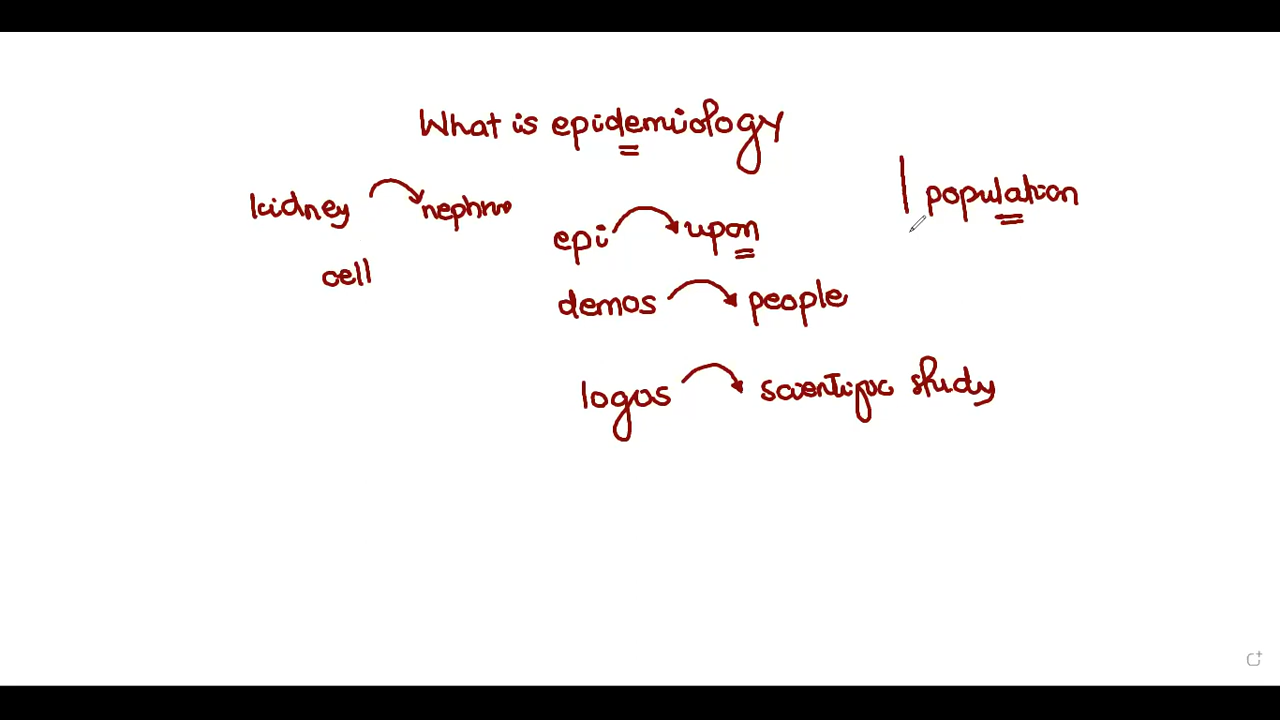 What is epidemiology
population
kidney nephro
epi upon
cell
demos people
logos scientific study